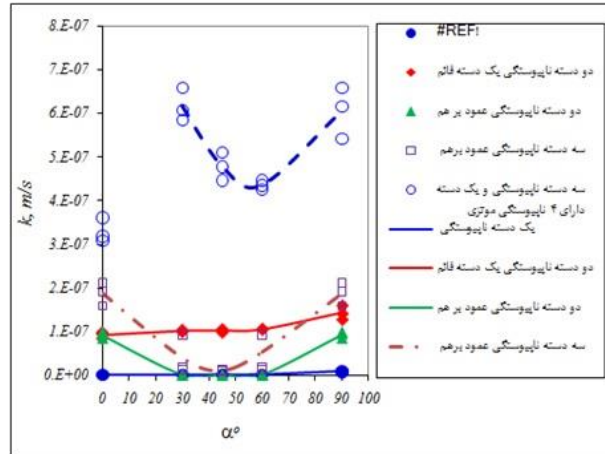 8.E-07
7.E-07
6.E-07
5.E-07
4.E-07
3.E-07
2.E-07
1.E-07
0.E+00
k, m/s
0 10 20 30 40 50 60 70 80 90 100
α°
#REF!
دو دسته ناپیوستگی یک دسته قائم
دو دسته ناپیوستگی عمود بر هم
سه دسته ناپیوستگی عمود برهم
سه دسته ناپیوستگی و یک دسته
دارای ۴ ناپیوستگی موتزی
یک دسته ناپیوستگی
دو دسته ناپیوستگی یک دسته قائم
دو دسته ناپیوستگی عمود بر هم
سه دسته ناپیوستگی عمود برهم